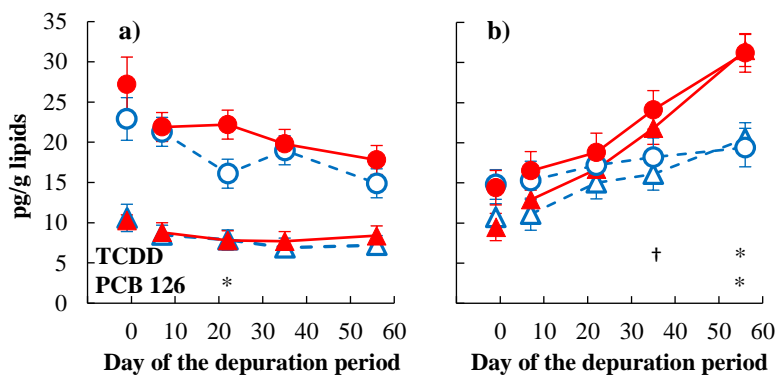 a)
b)
35
30
25
20
15
10
5
0
pg/g lipids
TCDD †  *
PCB 126 *  *
0 10 20 30 40 50 60
0 10 20 30 40 50 60
Day of the depuration period
Day of the depuration period